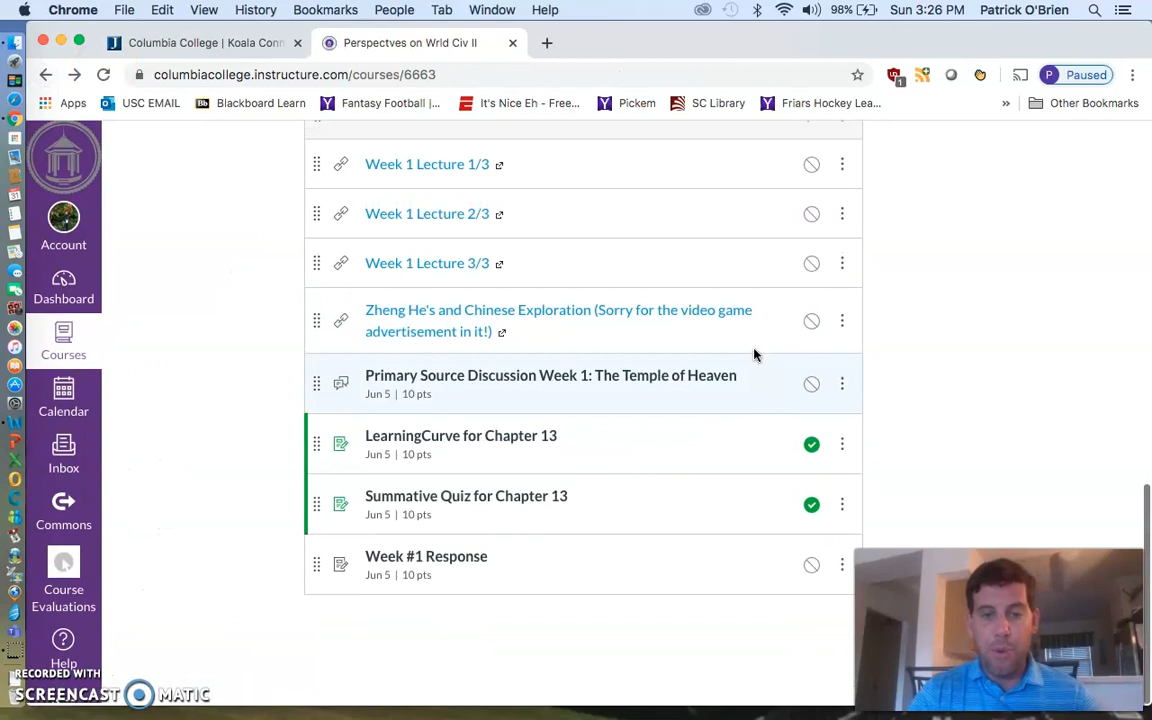 Chrome File Edit View History Bookmarks People Tab Window Help 98% Sun 3:26 PM Patrick O'Brien
Columbia College | Koala Conn Perspectves on Wrld Civ II
columbiacollege.instructure.com/courses/6663 1 P Paused
Apps USC EMAIL Bb Blackboard Learn Fantasy Football |... It's Nice Eh - Free... Pickem SC Library Friars Hockey Lea... » Other Bookmarks
Account
Dashboard
Courses
Calendar
Inbox
Commons
Course
Evaluations
Help
Week 1 Lecture 1/3
Week 1 Lecture 2/3
Week 1 Lecture 3/3
Zheng He's and Chinese Exploration (Sorry for the video game
advertisement in it!)
Primary Source Discussion Week 1: The Temple of Heaven
Jun 5 | 10 pts
LearningCurve for Chapter 13
Jun 5 | 10 pts
Summative Quiz for Chapter 13
Jun 5 | 10 pts
Week #1 Response
Jun 5 | 10 pts
RECORDED WITH
SCREENCAST MATIC